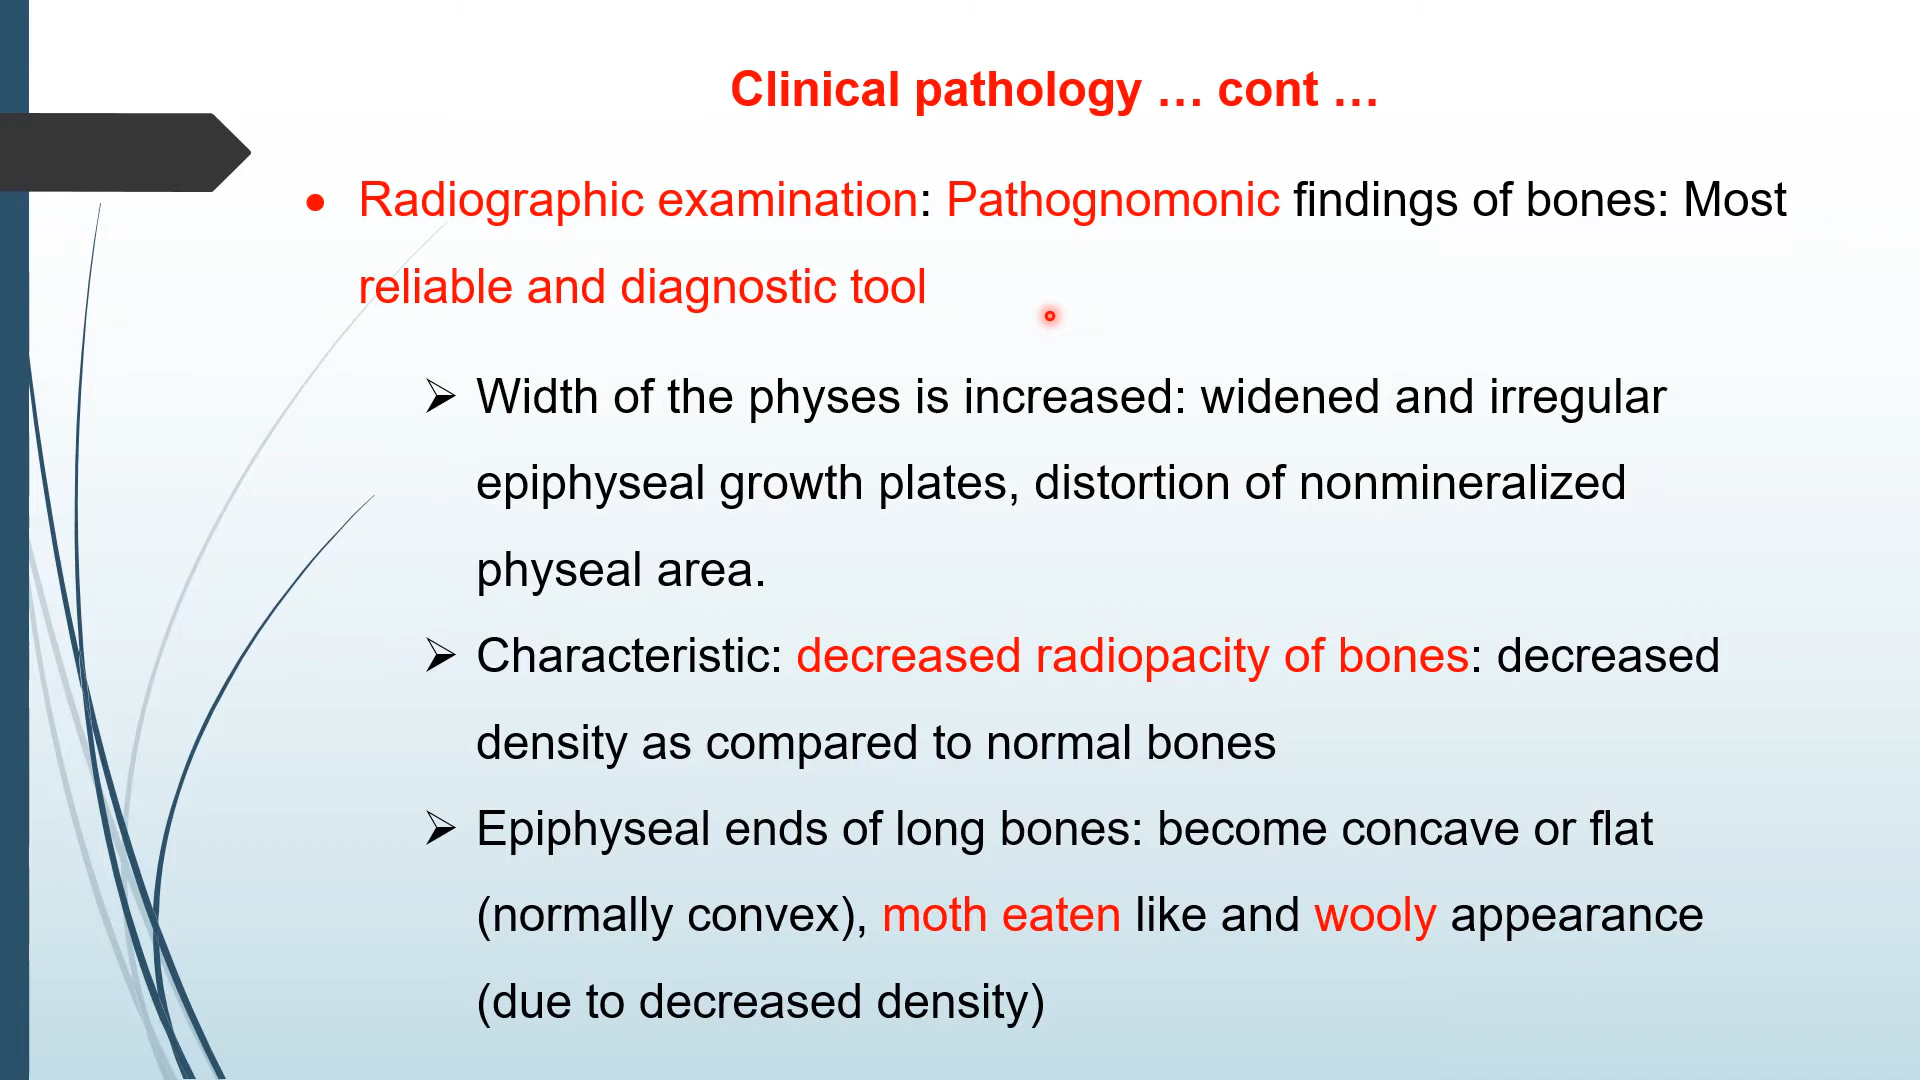 Clinical pathology … cont …
• Radiographic examination: Pathognomonic findings of bones: Most
reliable and diagnostic tool
➢ Width of the physes is increased: widened and irregular
epiphyseal growth plates, distortion of nonmineralized
physeal area.
➢ Characteristic: decreased radiopacity of bones: decreased
density as compared to normal bones
➢ Epiphyseal ends of long bones: become concave or flat
(normally convex), moth eaten like and wooly appearance
(due to decreased density)